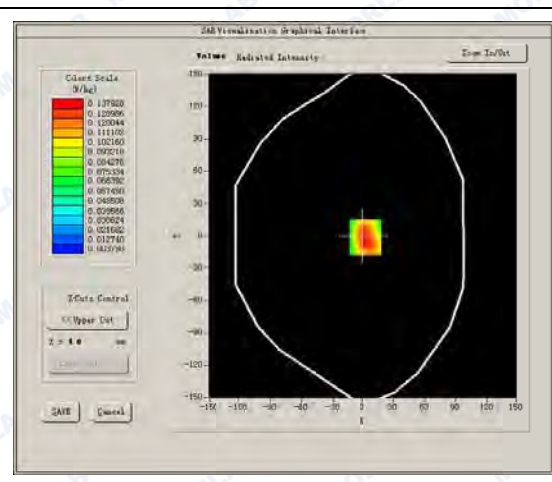 SAR Visualisation Graphical Interface
Volume Radiated Intensity
Zoom In/Out
Colors Scale
(W/kg)
0.137928
0.128986
0.120044
0.111102
0.102160
0.093218
0.084276
0.075334
0.066392
0.057450
0.048508
0.039566
0.030624
0.021682
0.012740
Z-Cuts Control
<< Upper Cut
Z = 4.0 mm
SAVE Cancel
150
120
90
60
30
0
-30
-60
-90
-120
-150
-150 -120 -90 -60 -30 0 30 60 90 120 150
X